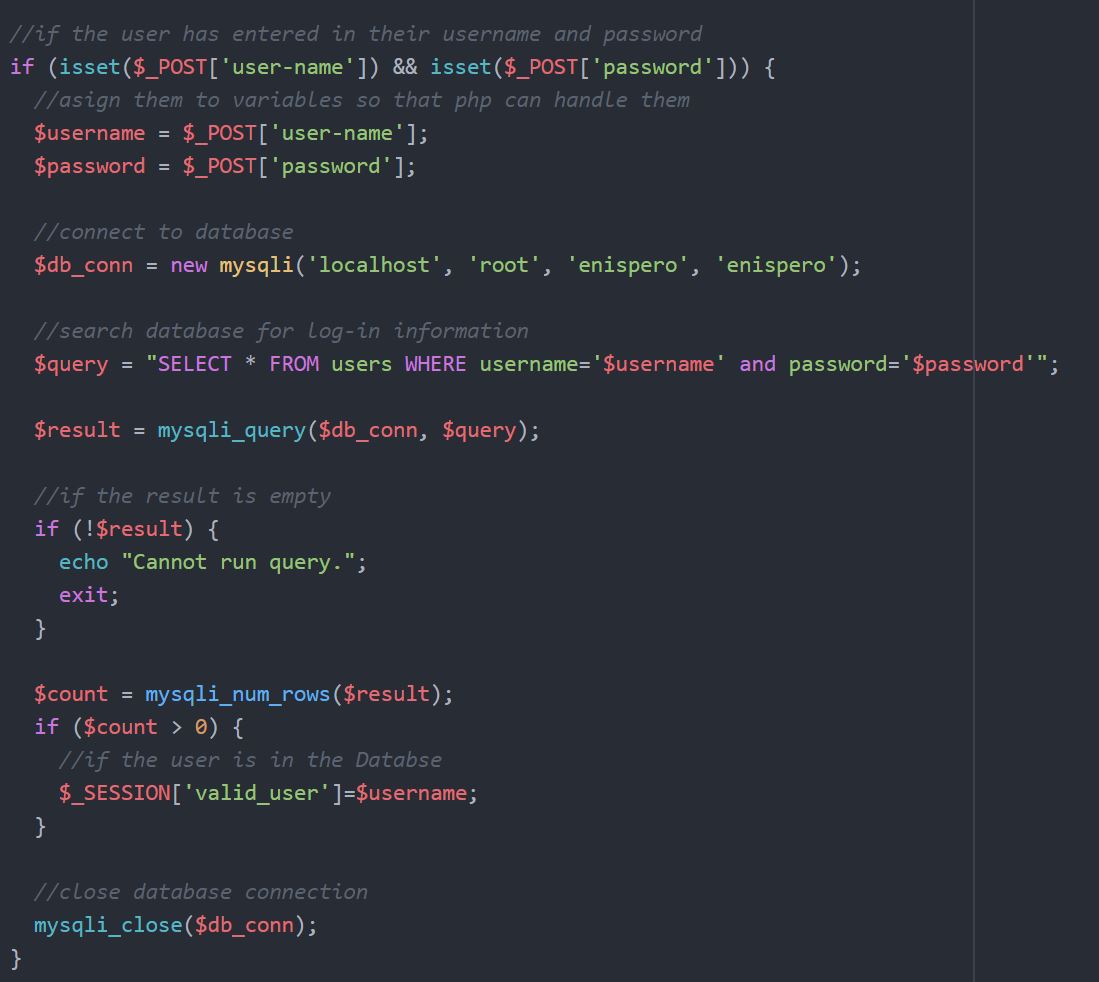 //if the user has entered in their username and password
if (isset($_POST['user-name']) && isset($_POST['password'])) {
//asign them to variables so that php can handle them
$username = $_POST['user-name'];
$password = $_POST['password'];
//connect to database
$db_conn = new mysqli('localhost', 'root', 'enispero', 'enispero');
//search database for log-in information
$query = "SELECT * FROM users WHERE username='$username' and password='$password'";
$result = mysqli_query($db_conn, $query);
//if the result is empty
if (!$result) {
echo "Cannot run query.";
exit;
}
$count = mysqli_num_rows($result);
if ($count > 0) {
//if the user is in the Databse
$_SESSION['valid_user']=$username;
}
//close database connection
mysqli_close($db_conn);
}